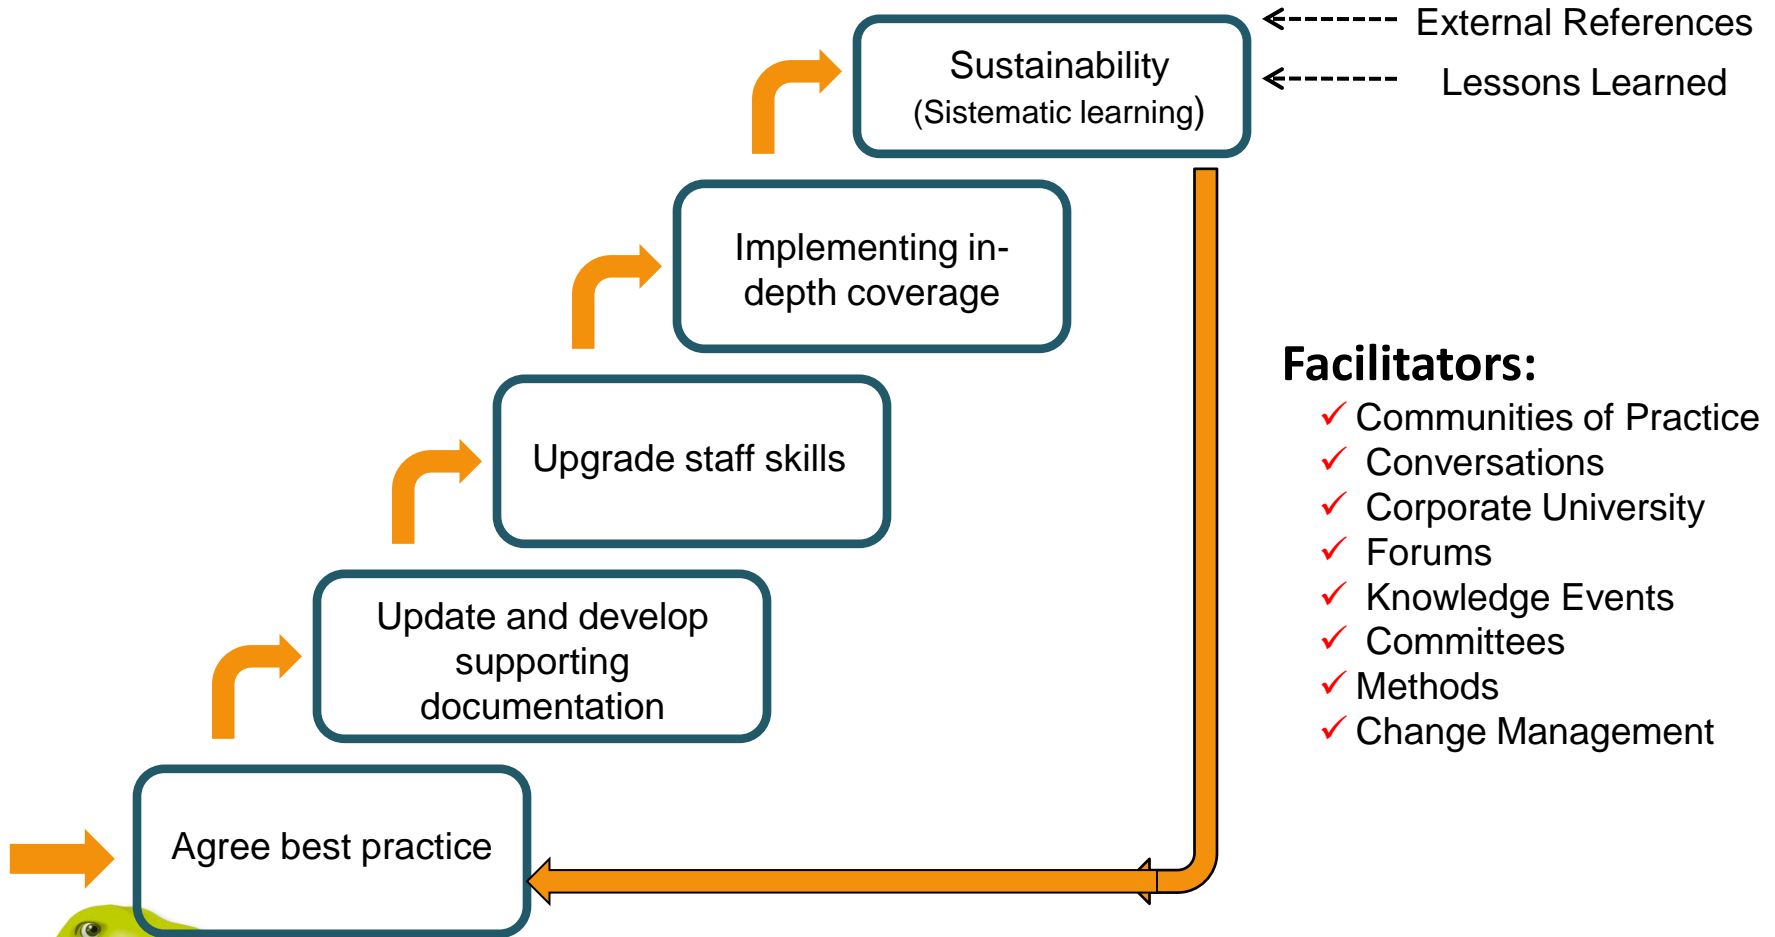 External References
Lessons Learned
Sustainability
(Sistematic learning)
Implementing in-
depth coverage
Upgrade staff skills
Update and develop
supporting
documentation
Agree best practice
Facilitators:
✓ Communities of Practice
✓ Conversations
✓ Corporate University
✓ Forums
✓ Knowledge Events
✓ Committees
✓ Methods
✓ Change Management